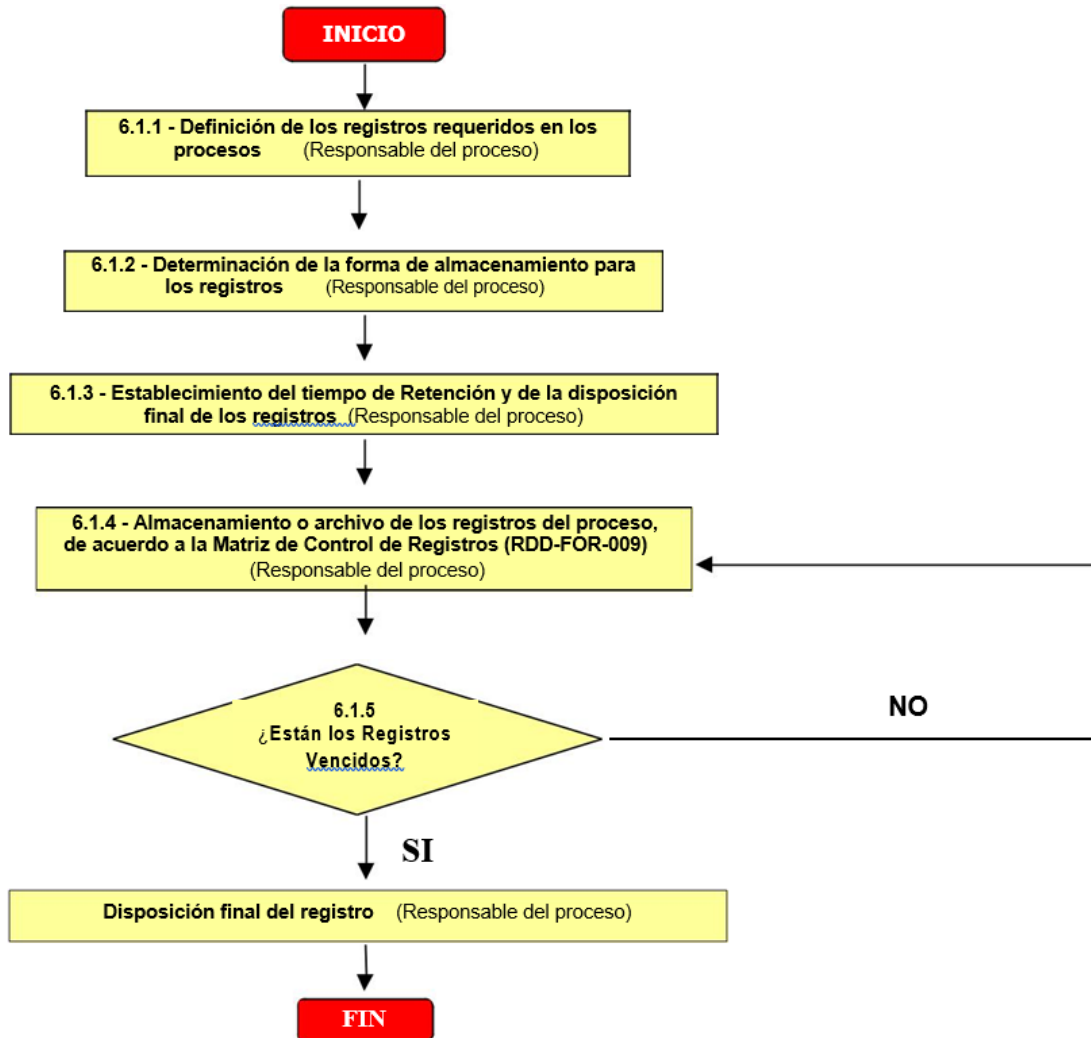 INICIO
6.1.1 - Definición de los registros requeridos en los
procesos (Responsable del proceso)
6.1.2 - Determinación de la forma de almacenamiento para
los registros (Responsable del proceso)
6.1.3 - Establecimiento del tiempo de Retención y de la disposición
final de los registros (Responsable del proceso)
6.1.4 - Almacenamiento o archivo de los registros del proceso,
de acuerdo a la Matriz de Control de Registros (RDD-FOR-009)
(Responsable del proceso)
6.1.5
¿Están los Registros
Vencidos?
NO
SI
Disposición final del registro (Responsable del proceso)
FIN